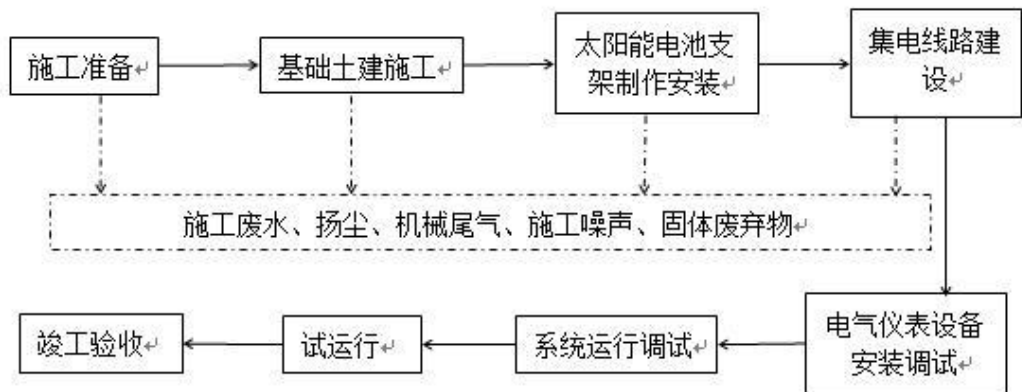 施工准备↵
基础土建施工↵
太阳能电池支
架制作安装↵
集电线路建
设↵
施工废水、扬尘、机械尾气、施工噪声、固体废弃物↵
竣工验收↵
试运行↵
系统运行调试↵
电气仪表设备
安装调试↵